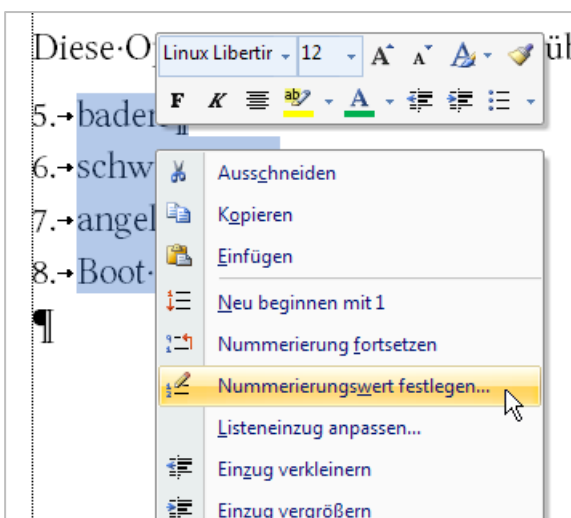 Diese·O
üb
Linux Libertir 12 A A A
F K ab A
5. baden ¶
6. schw
7. angel
8. Boot·
¶
Ausschneiden
Kopieren
Einfügen
Neu beginnen mit 1
Nummerierung fortsetzen
Nummerierungswert festlegen...
Listeneinzug anpassen...
Einzug verkleinern
Einzug vergrößern